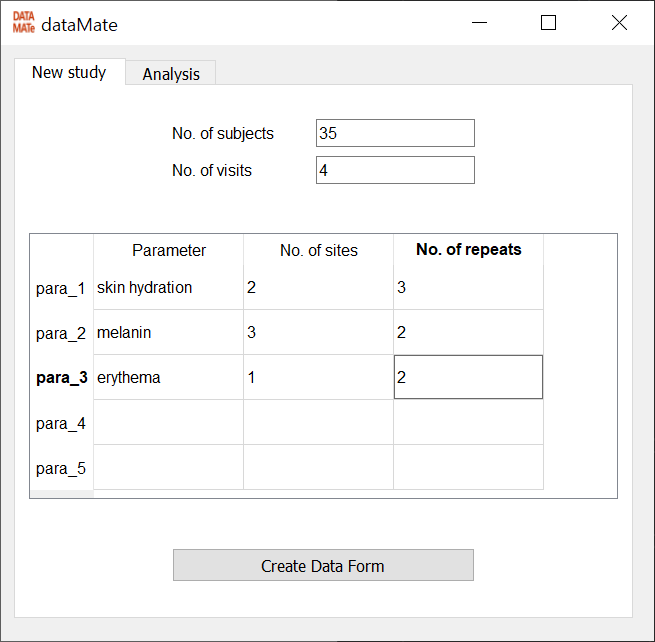 DATA
MATe dataMate
New study Analysis
No. of subjects 35
No. of visits 4
Parameter No. of sites No. of repeats
para_1 skin hydration 2 3
para_2 melanin 3 2
para_3 erythema 1 2
para_4
para_5
Create Data Form